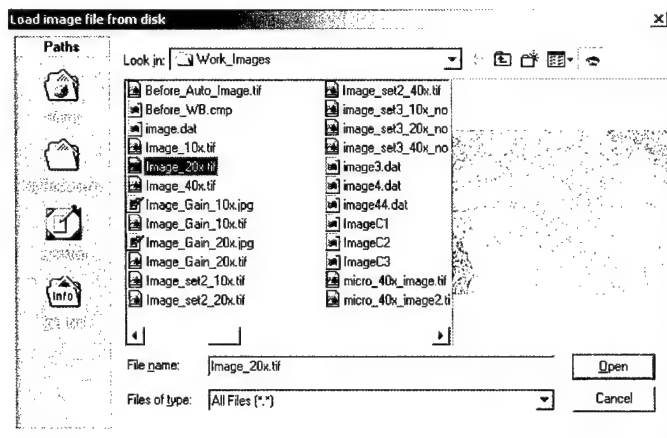 Load image file from disk
Paths
Look in: Work_Images
Before_Auto_Image.tif
Before_WB.cmp
image.dat
Image_10x.tif
Image_20x.tif
Image_40x.tif
Image_Gain_10x.jpg
Image_Gain_10x.tif
Image_Gain_20x.jpg
Image_Gain_20x.tif
Image_set2_10x.tif
Image_set2_20x.tif
Image_set2_40x.tif
image_set3_10x_no
image_set3_20x_no
image_set3_40x_no
image3.dat
image4.dat
image44.dat
ImageC1
ImageC2
ImageC3
micro_40x_image.tif
micro_40x_image2.ti
Info
File name: Image_20x.tif
Open
Files of type: All Files (*.*)
Cancel